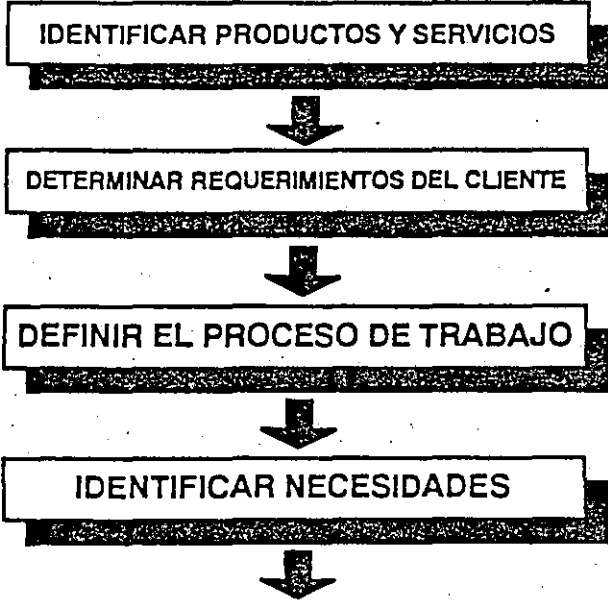 IDENTIFICAR PRODUCTOS Y SERVICIOS
DETERMINAR REQUERIMIENTOS DEL CLIENTE
DEFINIR EL PROCESO DE TRABAJO
IDENTIFICAR NECESIDADES